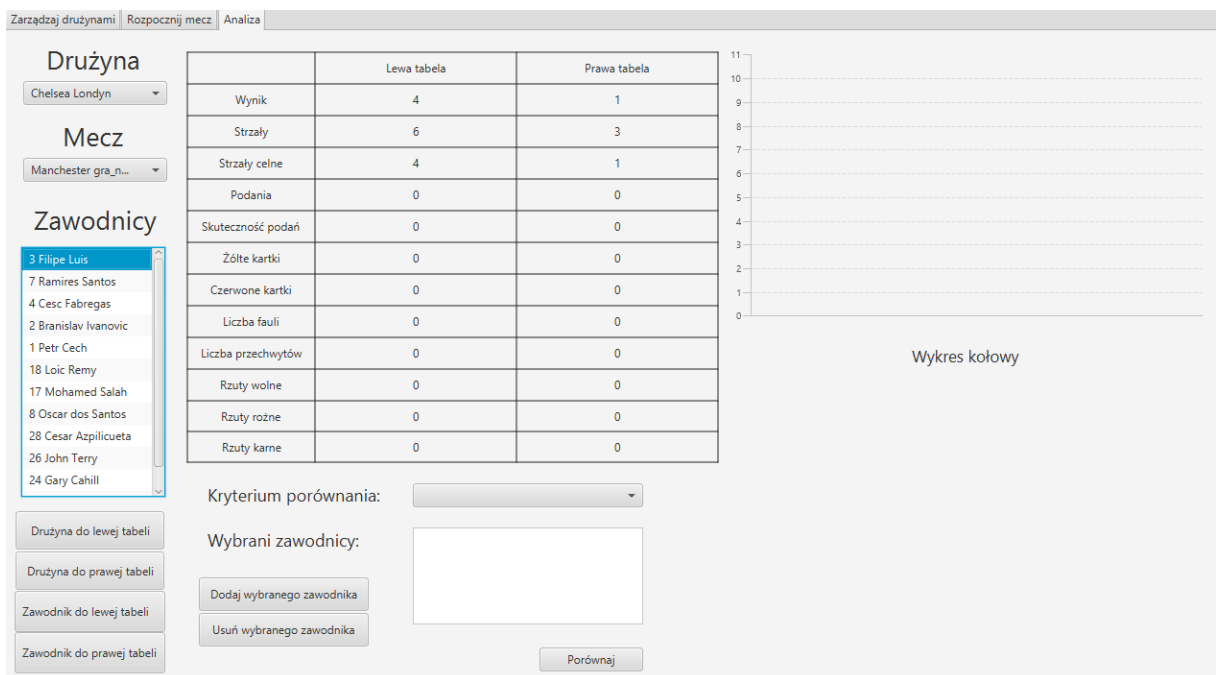 Zarządzaj drużynami Rozpocznij mecz Analiza
Drużyna
Chelsea Londyn
Mecz
Manchester gra_n...
Zawodnicy
3 Filipe Luis
7 Ramires Santos
4 Cesc Fabregas
2 Branislav Ivanovic
1 Petr Cech
18 Loic Remy
17 Mohamed Salah
8 Oscar dos Santos
28 Cesar Azpilicueta
26 John Terry
24 Gary Cahill
Drużyna do lewej tabeli
Drużyna do prawej tabeli
Zawodnik do lewej tabeli
Zawodnik do prawej tabeli
Lewa tabela Prawa tabela
Wynik 4 1
Strzały 6 3
Strzały celne 4 1
Podania 0 0
Skuteczność podań 0 0
Żółte kartki 0 0
Czerwone kartki 0 0
Liczba fauli 0 0
Liczba przechwytów 0 0
Rzuty wolne 0 0
Rzuty rożne 0 0
Rzuty karne 0 0
Kryterium porównania:
Wybrani zawodnicy:
Dodaj wybranego zawodnika
Usuń wybranego zawodnika
Porównaj
11
10
9
8
7
6
5
4
3
2
1
0
Wykres kołowy